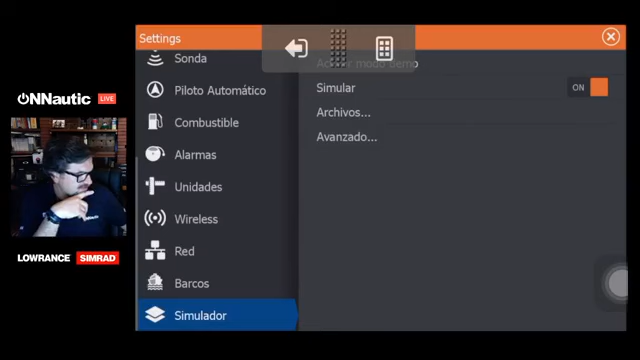 Settings
Sonda
Activar modo demo
Piloto Automático
Simular
ON
Combustible
Archivos...
Avanzado...
ONNautic LIVE
Alarmas
Unidades
Wireless
Red
LOWRANCE SIMRAD
Barcos
Simulador